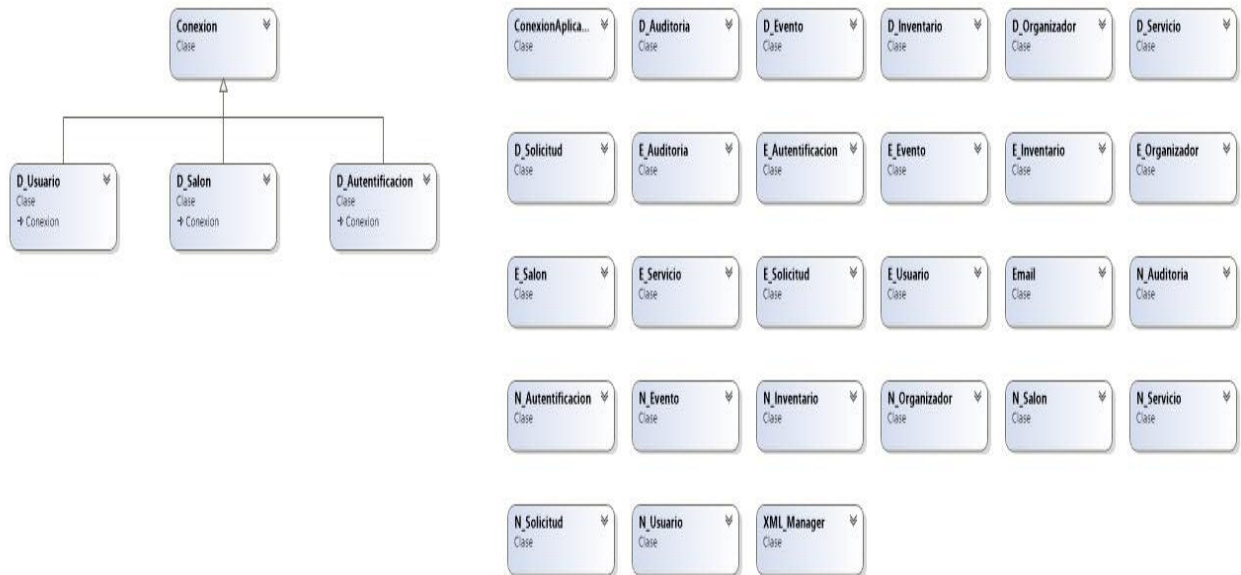 Conexion
Clase
D_Usuario
Clase
Conexion
D_Salon
Clase
Conexion
D_Autentificacion
Clase
Conexion
ConexionAplica...
Clase
D_Auditoria
Clase
D_Evento
Clase
D_Inventario
Clase
D_Organizador
Clase
D_Servicio
Clase
D_Solicitud
Clase
E_Auditoria
Clase
E_Autentificacion
Clase
E_Evento
Clase
E_Inventario
Clase
E_Organizador
Clase
E_Salon
Clase
E_Servicio
Clase
E_Solicitud
Clase
E_Usuario
Clase
Email
Clase
N_Auditoria
Clase
N_Autentificacion
Clase
N_Evento
Clase
N_Inventario
Clase
N_Organizador
Clase
N_Salon
Clase
N_Servicio
Clase
N_Solicitud
Clase
N_Usuario
Clase
XML_Manager
Clase